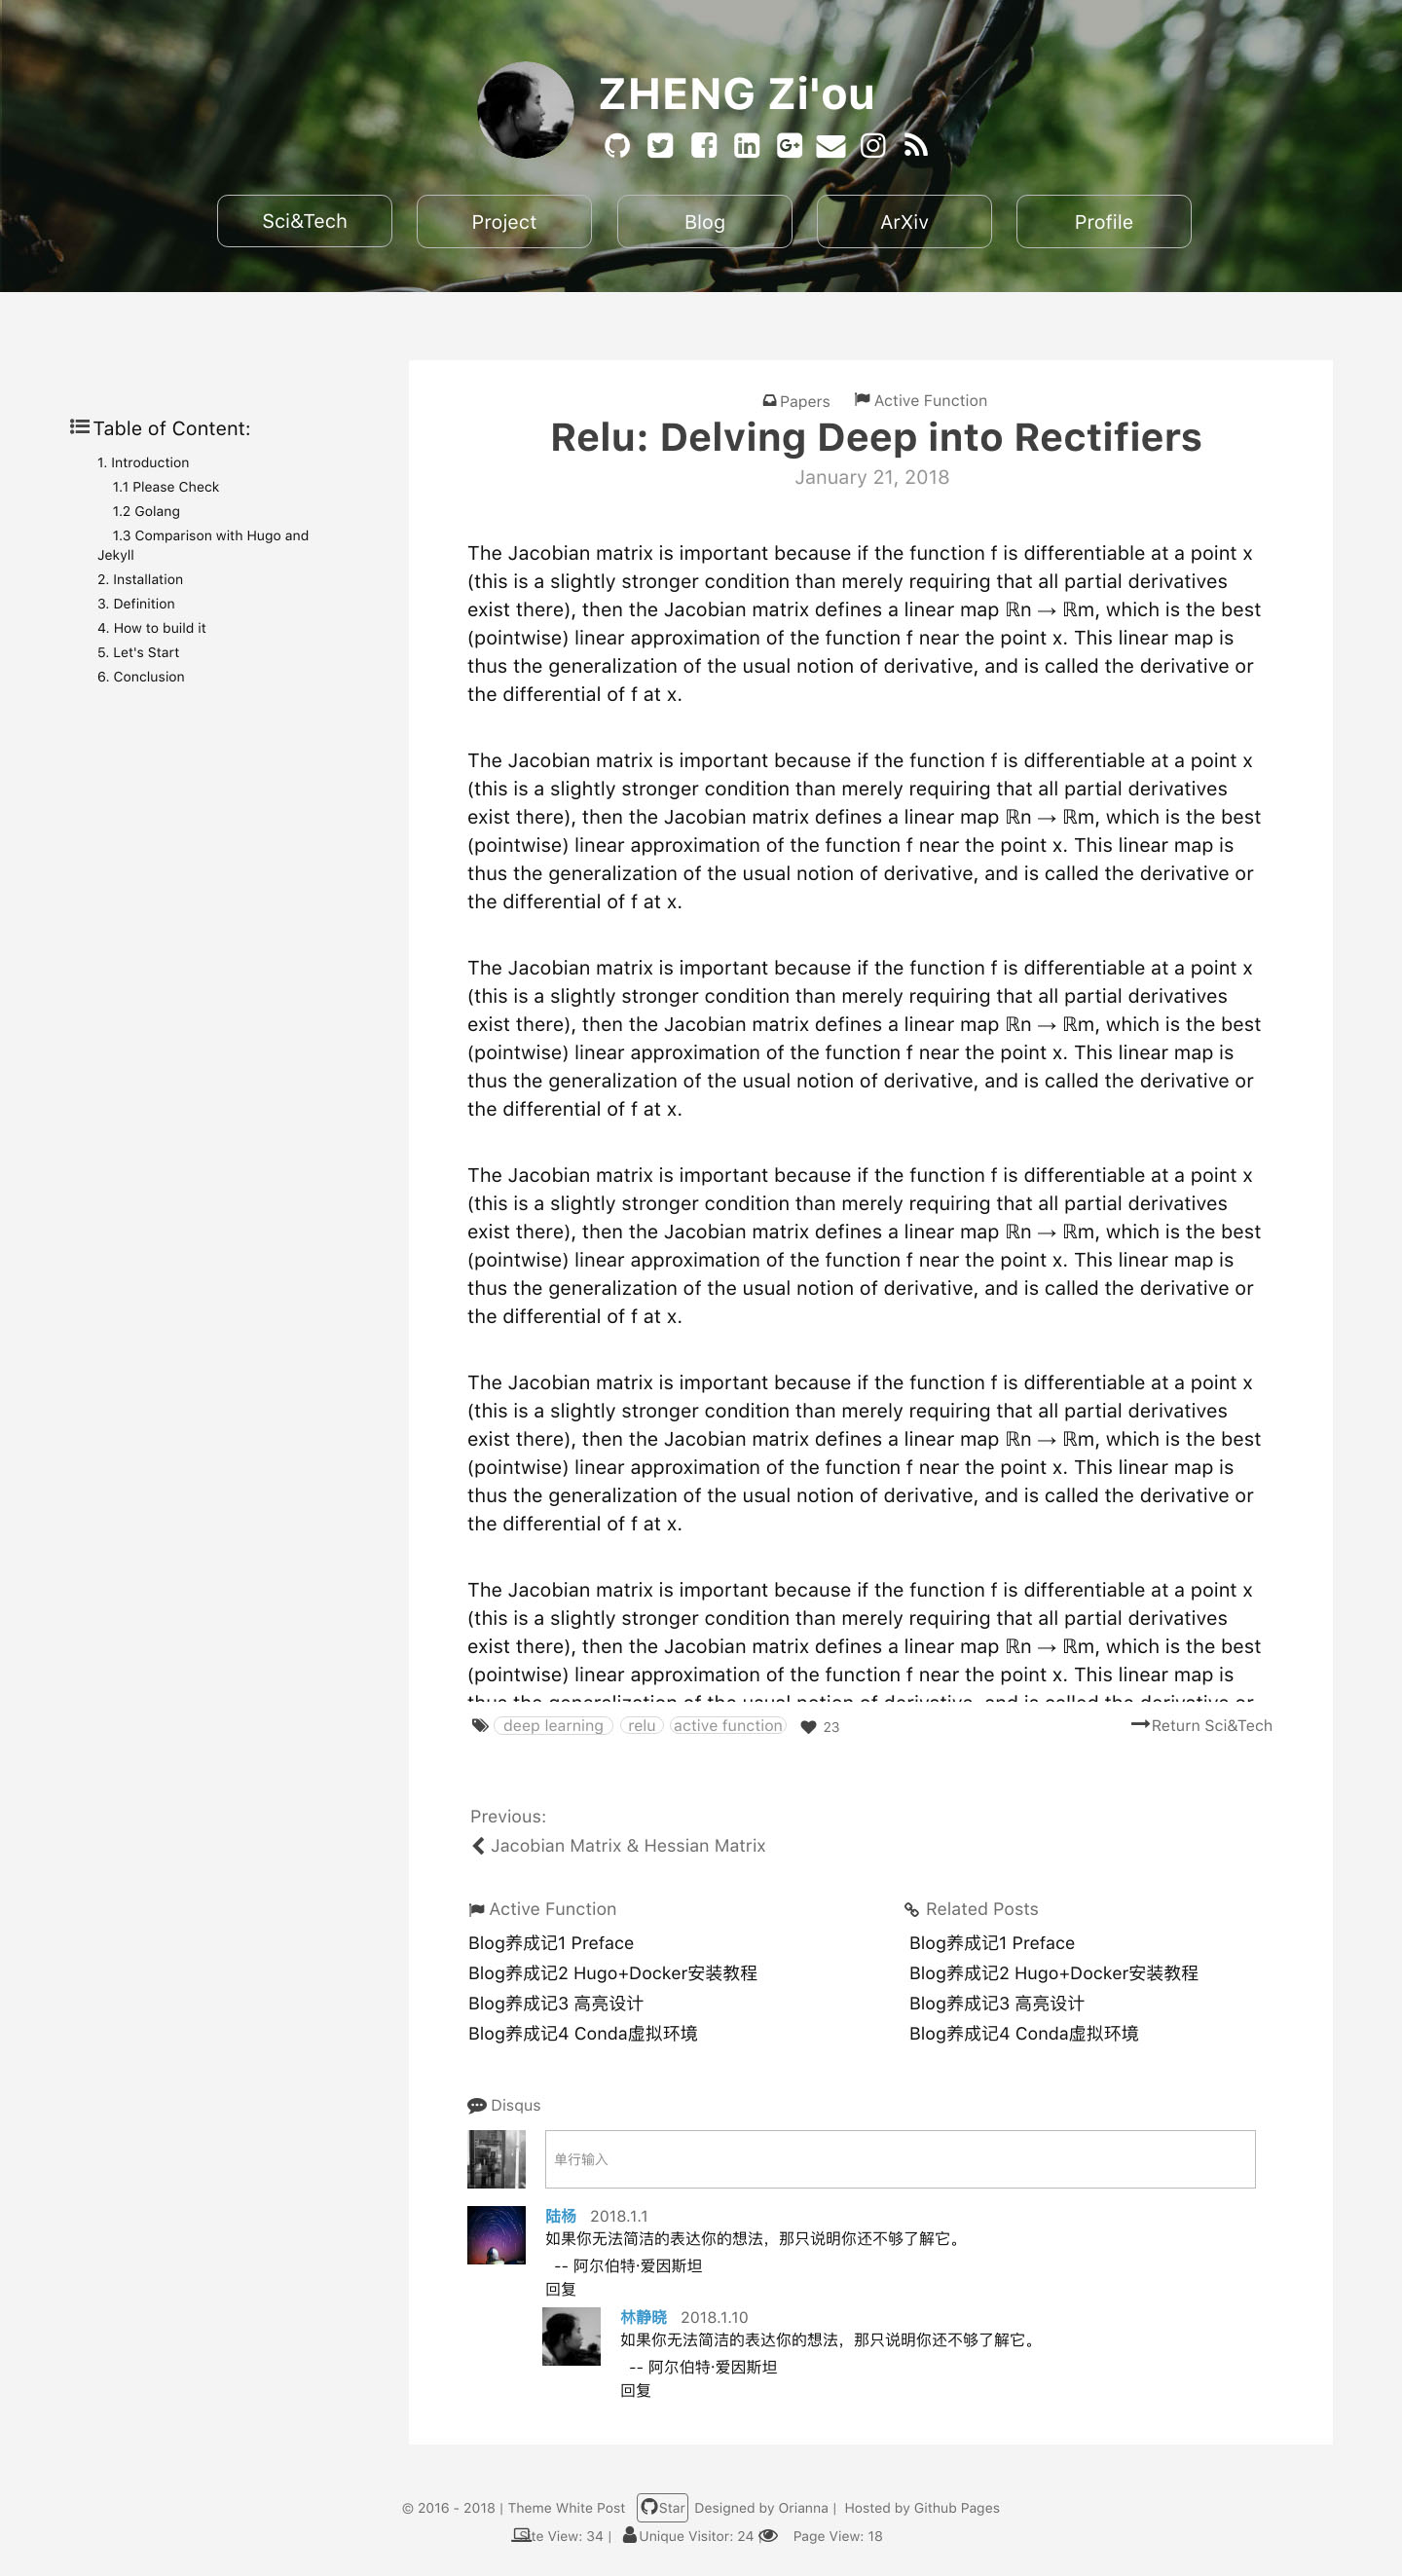 ZHENG Zi'ou
Sci&Tech
Project
Blog
ArXiv
Profile
Table of Content:
1. Introduction
1.1 Please Check
1.2 Golang
1.3 Comparison with Hugo and
Jekyll
2. Installation
3. Definition
4. How to build it
5. Let's Start
6. Conclusion
Papers Active Function
Relu: Delving Deep into Rectifiers
January 21, 2018
The Jacobian matrix is important because if the function f is differentiable at a point x
(this is a slightly stronger condition than merely requiring that all partial derivatives
exist there), then the Jacobian matrix defines a linear map ℝn → ℝm, which is the best
(pointwise) linear approximation of the function f near the point x. This linear map is
thus the generalization of the usual notion of derivative, and is called the derivative or
the differential of f at x.
The Jacobian matrix is important because if the function f is differentiable at a point x
(this is a slightly stronger condition than merely requiring that all partial derivatives
exist there), then the Jacobian matrix defines a linear map ℝn → ℝm, which is the best
(pointwise) linear approximation of the function f near the point x. This linear map is
thus the generalization of the usual notion of derivative, and is called the derivative or
the differential of f at x.
The Jacobian matrix is important because if the function f is differentiable at a point x
(this is a slightly stronger condition than merely requiring that all partial derivatives
exist there), then the Jacobian matrix defines a linear map ℝn → ℝm, which is the best
(pointwise) linear approximation of the function f near the point x. This linear map is
thus the generalization of the usual notion of derivative, and is called the derivative or
the differential of f at x.
The Jacobian matrix is important because if the function f is differentiable at a point x
(this is a slightly stronger condition than merely requiring that all partial derivatives
exist there), then the Jacobian matrix defines a linear map ℝn → ℝm, which is the best
(pointwise) linear approximation of the function f near the point x. This linear map is
thus the generalization of the usual notion of derivative, and is called the derivative or
the differential of f at x.
The Jacobian matrix is important because if the function f is differentiable at a point x
(this is a slightly stronger condition than merely requiring that all partial derivatives
exist there), then the Jacobian matrix defines a linear map ℝn → ℝm, which is the best
(pointwise) linear approximation of the function f near the point x. This linear map is
thus the generalization of the usual notion of derivative, and is called the derivative or
the differential of f at x.
The Jacobian matrix is important because if the function f is differentiable at a point x
(this is a slightly stronger condition than merely requiring that all partial derivatives
exist there), then the Jacobian matrix defines a linear map ℝn → ℝm, which is the best
(pointwise) linear approximation of the function f near the point x. This linear map is
thus the generalization of the usual notion of derivative, and is called the derivative or
deep learning relu active function 23 Return Sci&Tech
Previous:
Jacobian Matrix & Hessian Matrix
Active Function
Blog养成记1 Preface
Blog养成记2 Hugo+Docker安装教程
Blog养成记3 高亮设计
Blog养成记4 Conda虚拟环境
Related Posts
Blog养成记1 Preface
Blog养成记2 Hugo+Docker安装教程
Blog养成记3 高亮设计
Blog养成记4 Conda虚拟环境
Disqus
单行输入
陆杨 2018.1.1
如果你无法简洁的表达你的想法，那只说明你还不够了解它。
-- 阿尔伯特·爱因斯坦
回复
林静晓 2018.1.10
如果你无法简洁的表达你的想法，那只说明你还不够了解它。
-- 阿尔伯特·爱因斯坦
回复
© 2016 - 2018 | Theme White Post Star Designed by Orianna | Hosted by Github Pages
Site View: 34 | Unique Visitor: 24 | Page View: 18